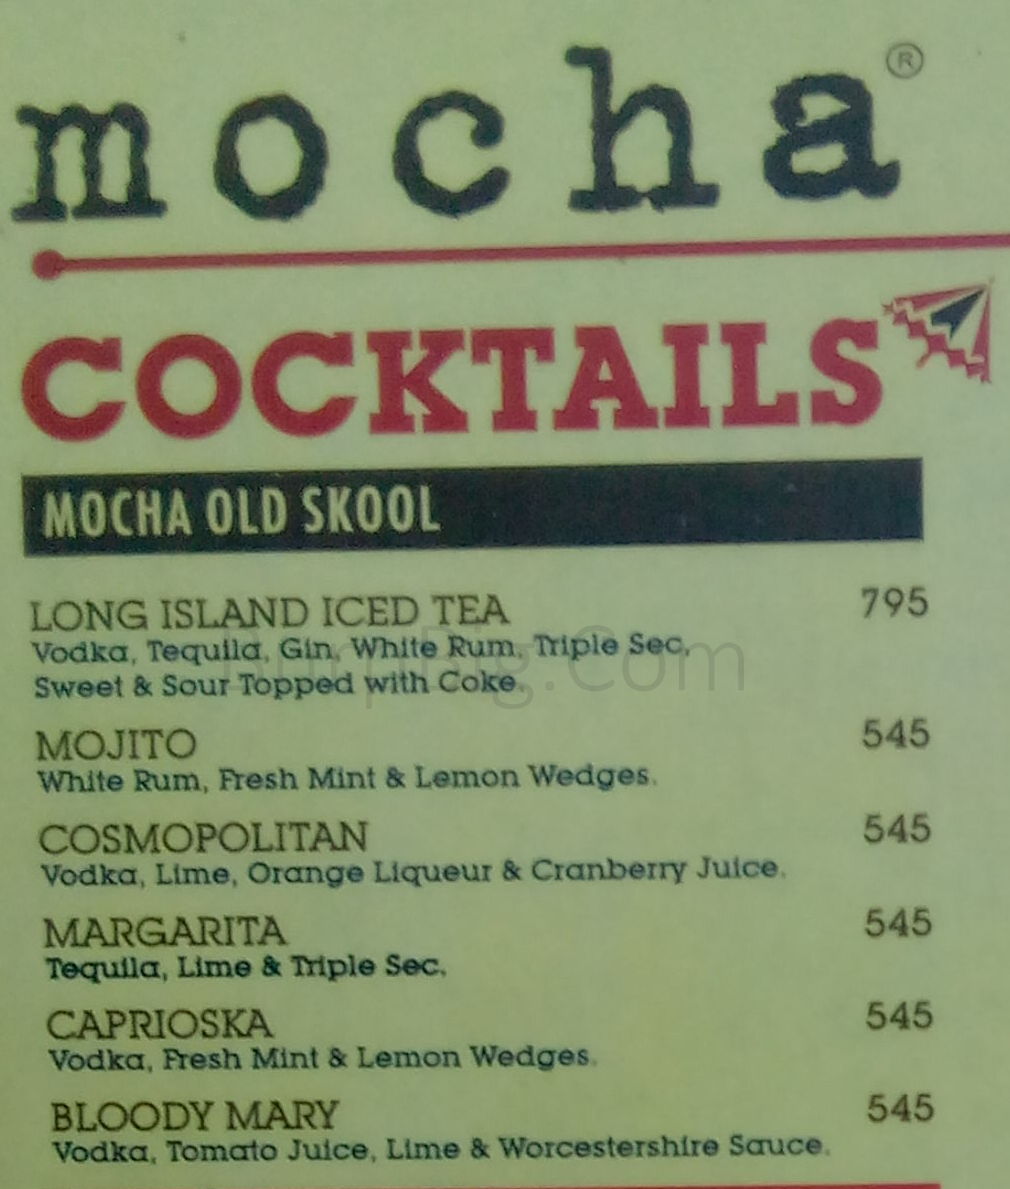 mocha®
COCKTAILS
MOCHA OLD SKOOL
LONG ISLAND ICED TEA 795
Vodka, Tequila, Gin, White Rum, Triple Sec,
Sweet & Sour Topped with Coke.
MOJITO 545
White Rum, Fresh Mint & Lemon Wedges.
COSMOPOLITAN 545
Vodka, Lime, Orange Liqueur & Cranberry Juice.
MARGARITA 545
Tequila, Lime & Triple Sec.
CAPRIOSKA 545
Vodka, Fresh Mint & Lemon Wedges.
BLOODY MARY 545
Vodka, Tomato Juice, Lime & Worcestershire Sauce.